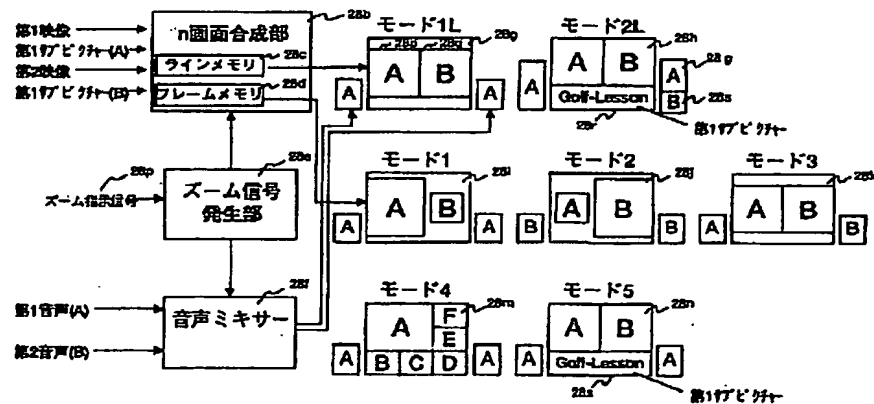 第1映像
第1サブピクチャー(A)
第2映像
第1サブピクチャー(B)
n画面合成部
28b
ラインメモリ
28c
フレームメモリ
28d
28p
ズーム指示信号
ズーム信号
発生部
28e
第1音声(A)
第2音声(B)
音声ミキサー
28f
モード1L
28g
A B
A A
モード2L
28h
A B
Golf-Lesson
A
A
B
第1サブピクチャー
モード1
28i
A B
A A
モード2
28j
A B
B B
モード3
28k
A B
A B
モード4
28m
A F
E
B C D
A A
モード5
28n
A B
Golf-Lesson
A A
第1サブピクチャー